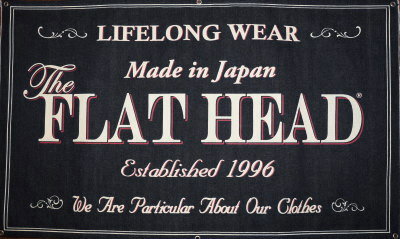 LIFELONG WEAR
Made in Japan
The
FLAT HEAD®
Established 1996
We Are Particular About Our Clothes